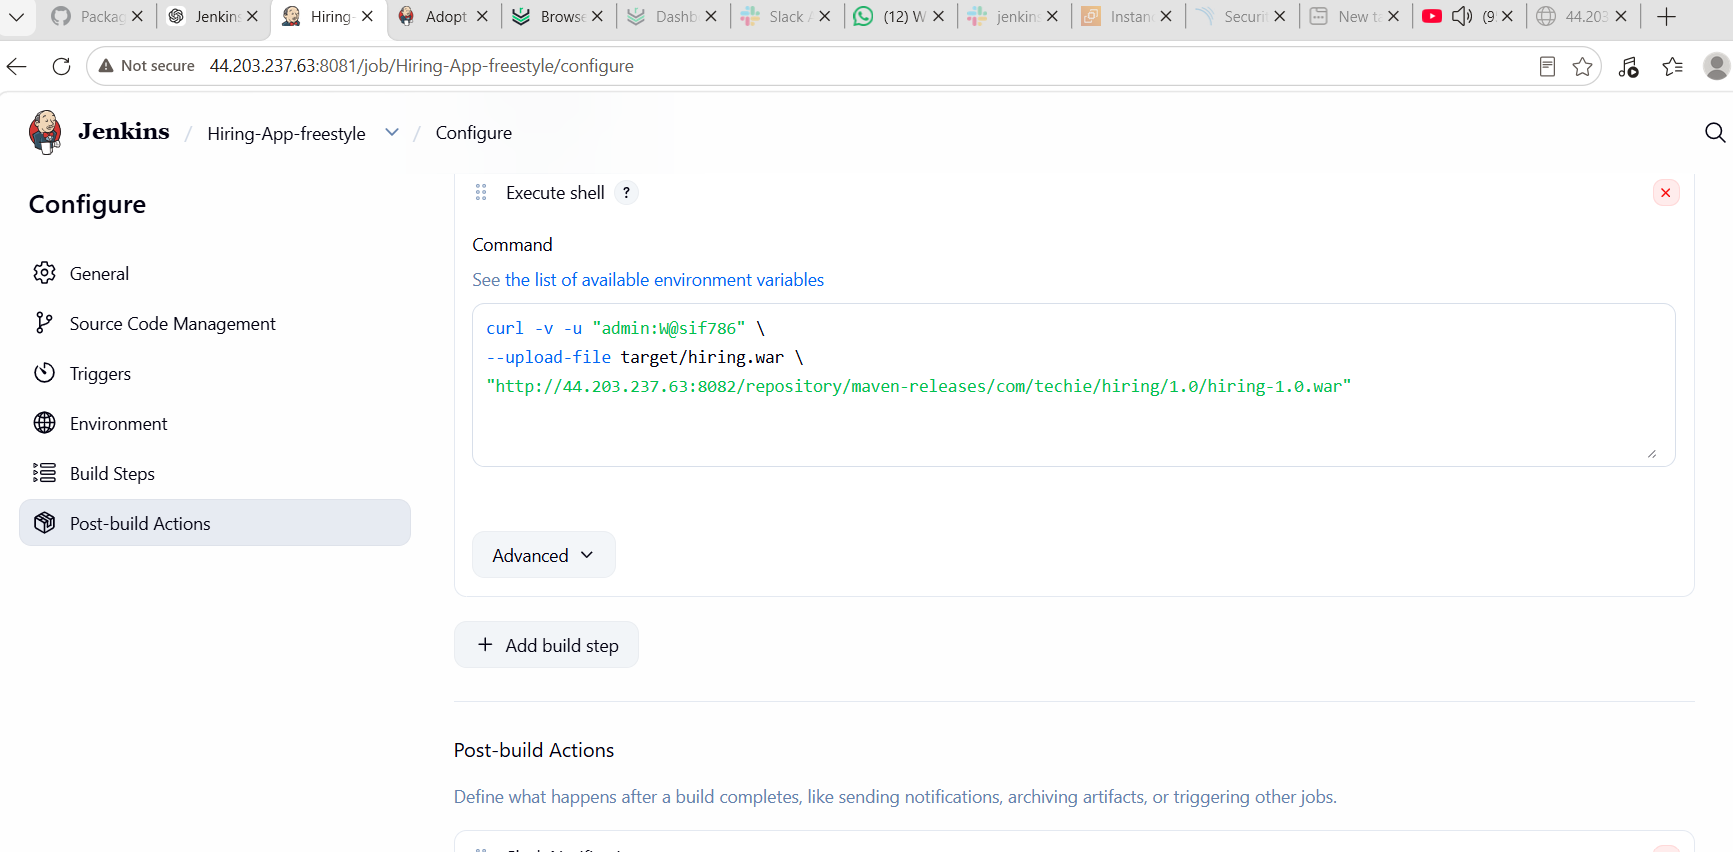 Packag
Jenkins
Hiring-
Adopt
Browse
Dashb
Slack
(12) W
jenkins
Instanc
Securit
New ta
(9
44.203
Not secure 44.203.237.63:8081/job/Hiring-App-freestyle/configure
Jenkins / Hiring-App-freestyle / Configure
Configure
General
Source Code Management
Triggers
Environment
Build Steps
Post-build Actions
Execute shell ?
Command
See the list of available environment variables
curl -v -u "admin:W@sif786" \
--upload-file target/hiring.war \
"http://44.203.237.63:8082/repository/maven-releases/com/techie/hiring/1.0/hiring-1.0.war"
Advanced
+ Add build step
Post-build Actions
Define what happens after a build completes, like sending notifications, archiving artifacts, or triggering other jobs.